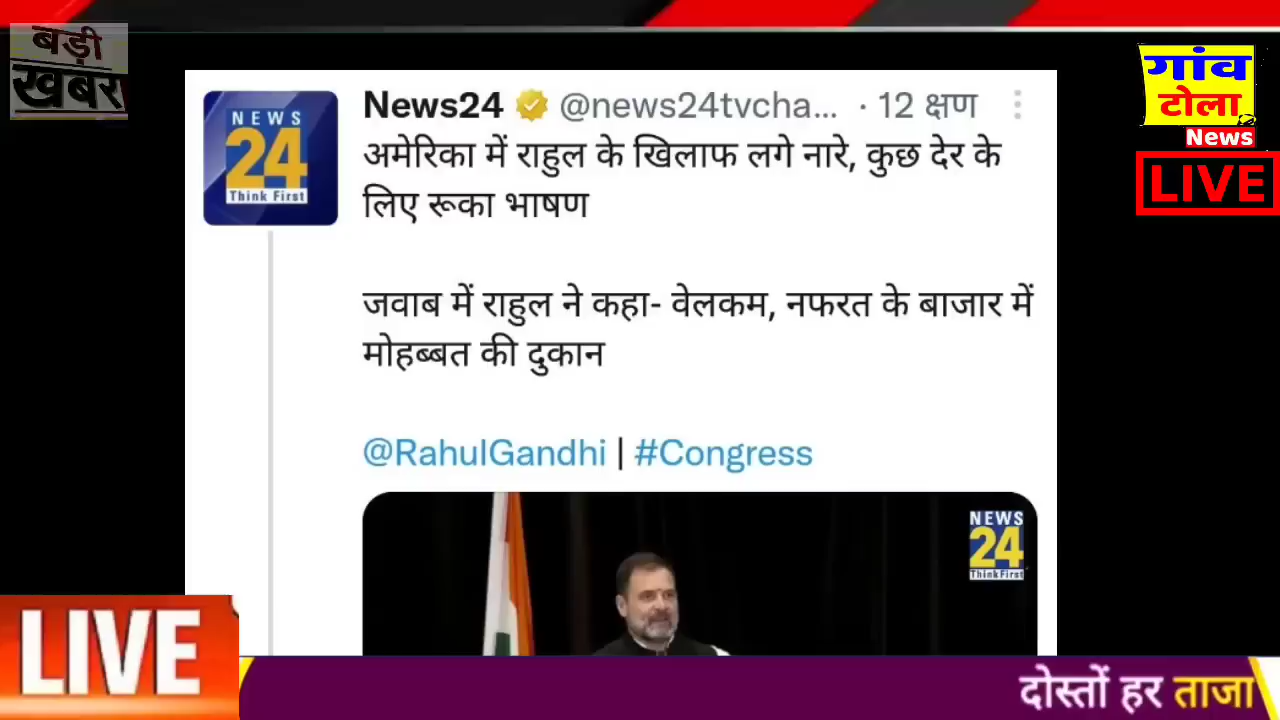 बड़ी
खबर
गांव
टोला
News
LIVE
NEWS
24
Think First
News24 @news24tvcha... · 12 क्षण
अमेरिका में राहुल के खिलाफ लगे नारे, कुछ देर के
लिए रूका भाषण
जवाब में राहुल ने कहा- वेलकम, नफरत के बाजार में
मोहब्बत की दुकान
@RahulGandhi | #Congress
NEWS
24
Think First
LIVE
दोस्तों हर ताजा